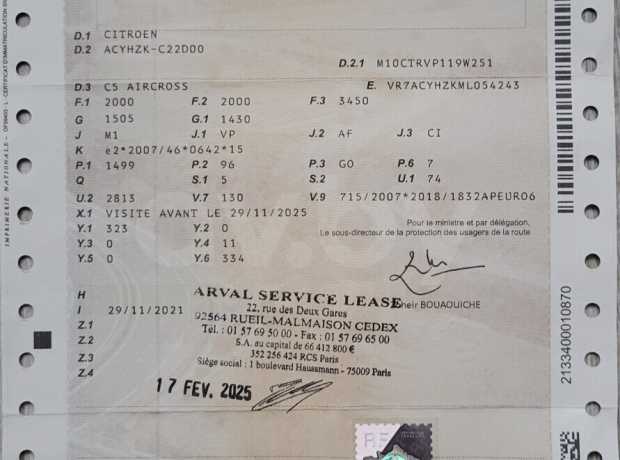 D.1 CITROEN
D.2 ACYHZK-C22D00
D.2.1 M10CTRVP119W251
D.3 C5 AIRCROSS E. VR7ACYHZKML054243
F.1 2000 F.2 2000 F.3 3450
G 1505 G.1 1430
J M1 J.1 VP J.2 AF J.3 CI
K e2*2007/46*0642*15
P.1 1499 P.2 96 P.3 GO P.6 7
Q S.1 5 S.2 U.1 74
U.2 2813 V.7 130 V.9 715/2007*2018/1832APEURO6
X.1 VISITE AVANT LE 29/11/2025
Y.1 323 Y.2 0
Y.3 0 Y.4 11
Y.5 0 Y.6 334
Pour le ministre et par délégation,
Le sous-directeur de la protection des usagers de la route
BOUAOUICHE
H
I 29/11/2021
Z.1
Z.2
Z.3
Z.4
ARVAL SERVICE LEASE
22, rue des Deux Gares
92564 RUEIL-MALMAISON CEDEX
Tél. : 01 57 69 50 00 - Fax : 01 57 69 65 00
S.A. au capital de 66 412 800 €
352 256 424 RCS Paris
Siège social : 1 boulevard Haussmann - 75009 Paris
17 FEV. 2025
2133400010870
IMPRIMERIE NATIONALE